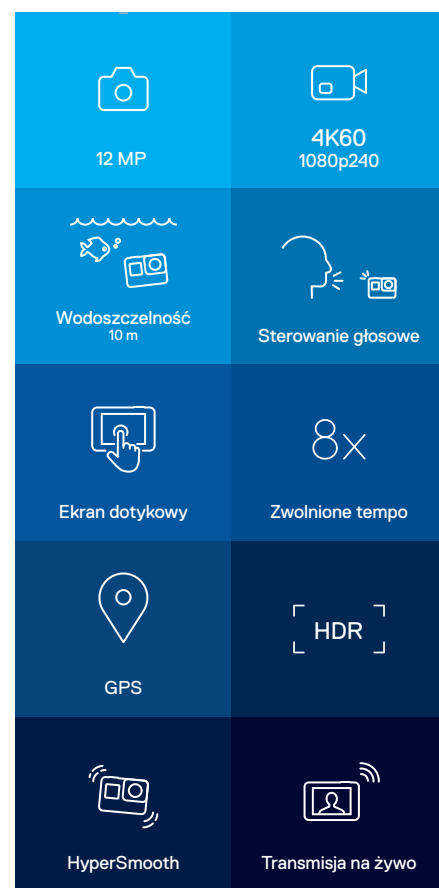 12 MP
4K60
1080p240
Wodoszczelność
10 m
Sterowanie głosowe
Ekran dotykowy
8x
Zwolnione tempo
GPS
HDR
HyperSmooth
Transmisja na żywo